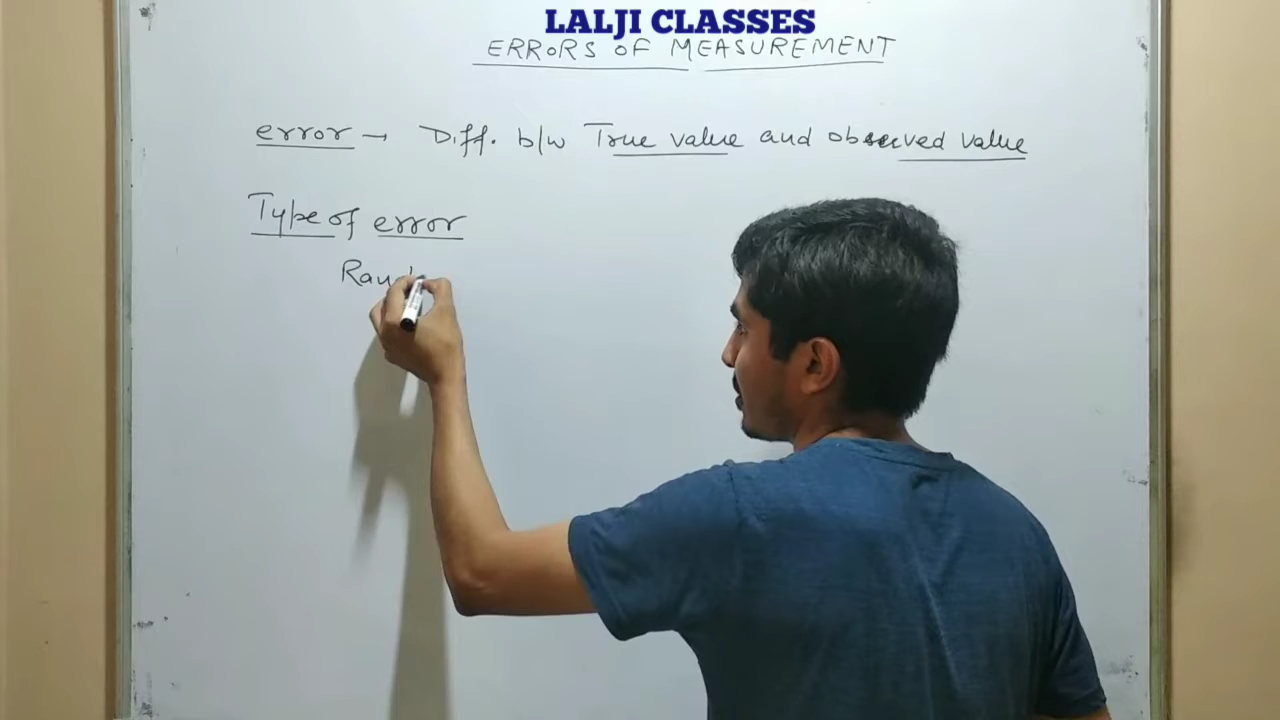 LALJI CLASSES
ERRORS OF MEASUREMENT
error → Diff. b/w True value and observed value
Type of error